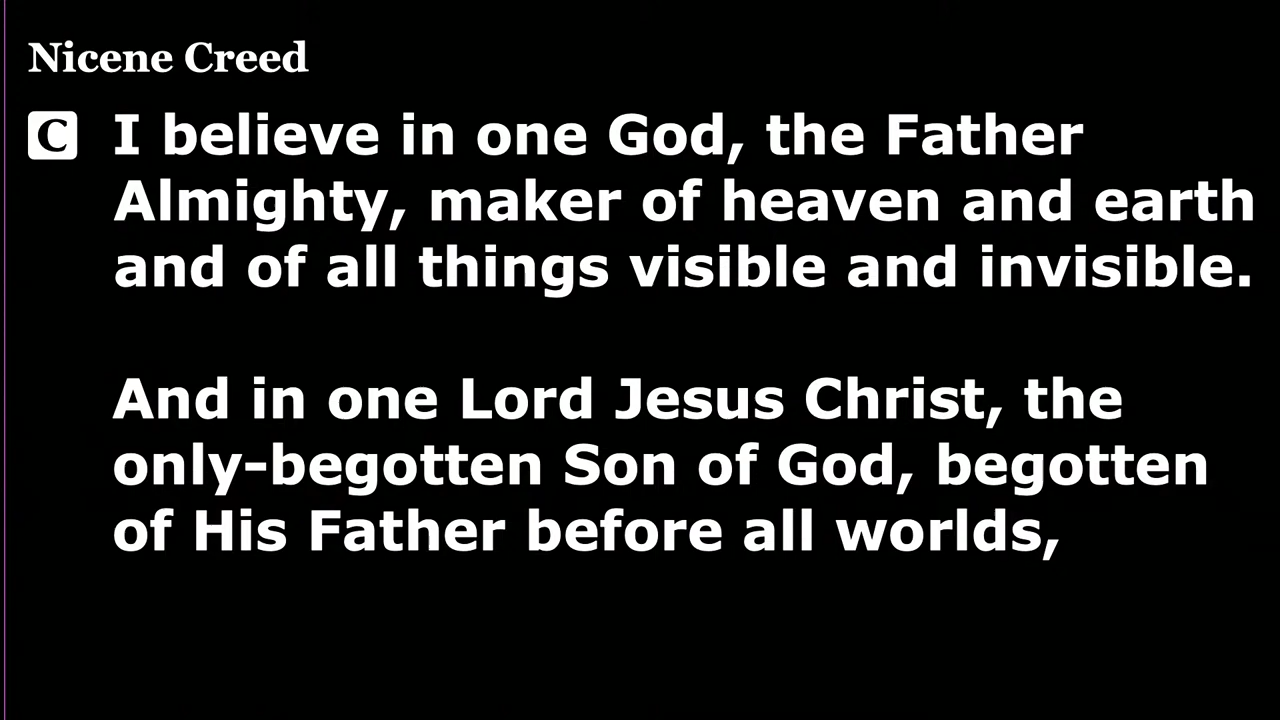 Nicene Creed
C I believe in one God, the Father
Almighty, maker of heaven and earth
and of all things visible and invisible.
And in one Lord Jesus Christ, the
only-begotten Son of God, begotten
of His Father before all worlds,